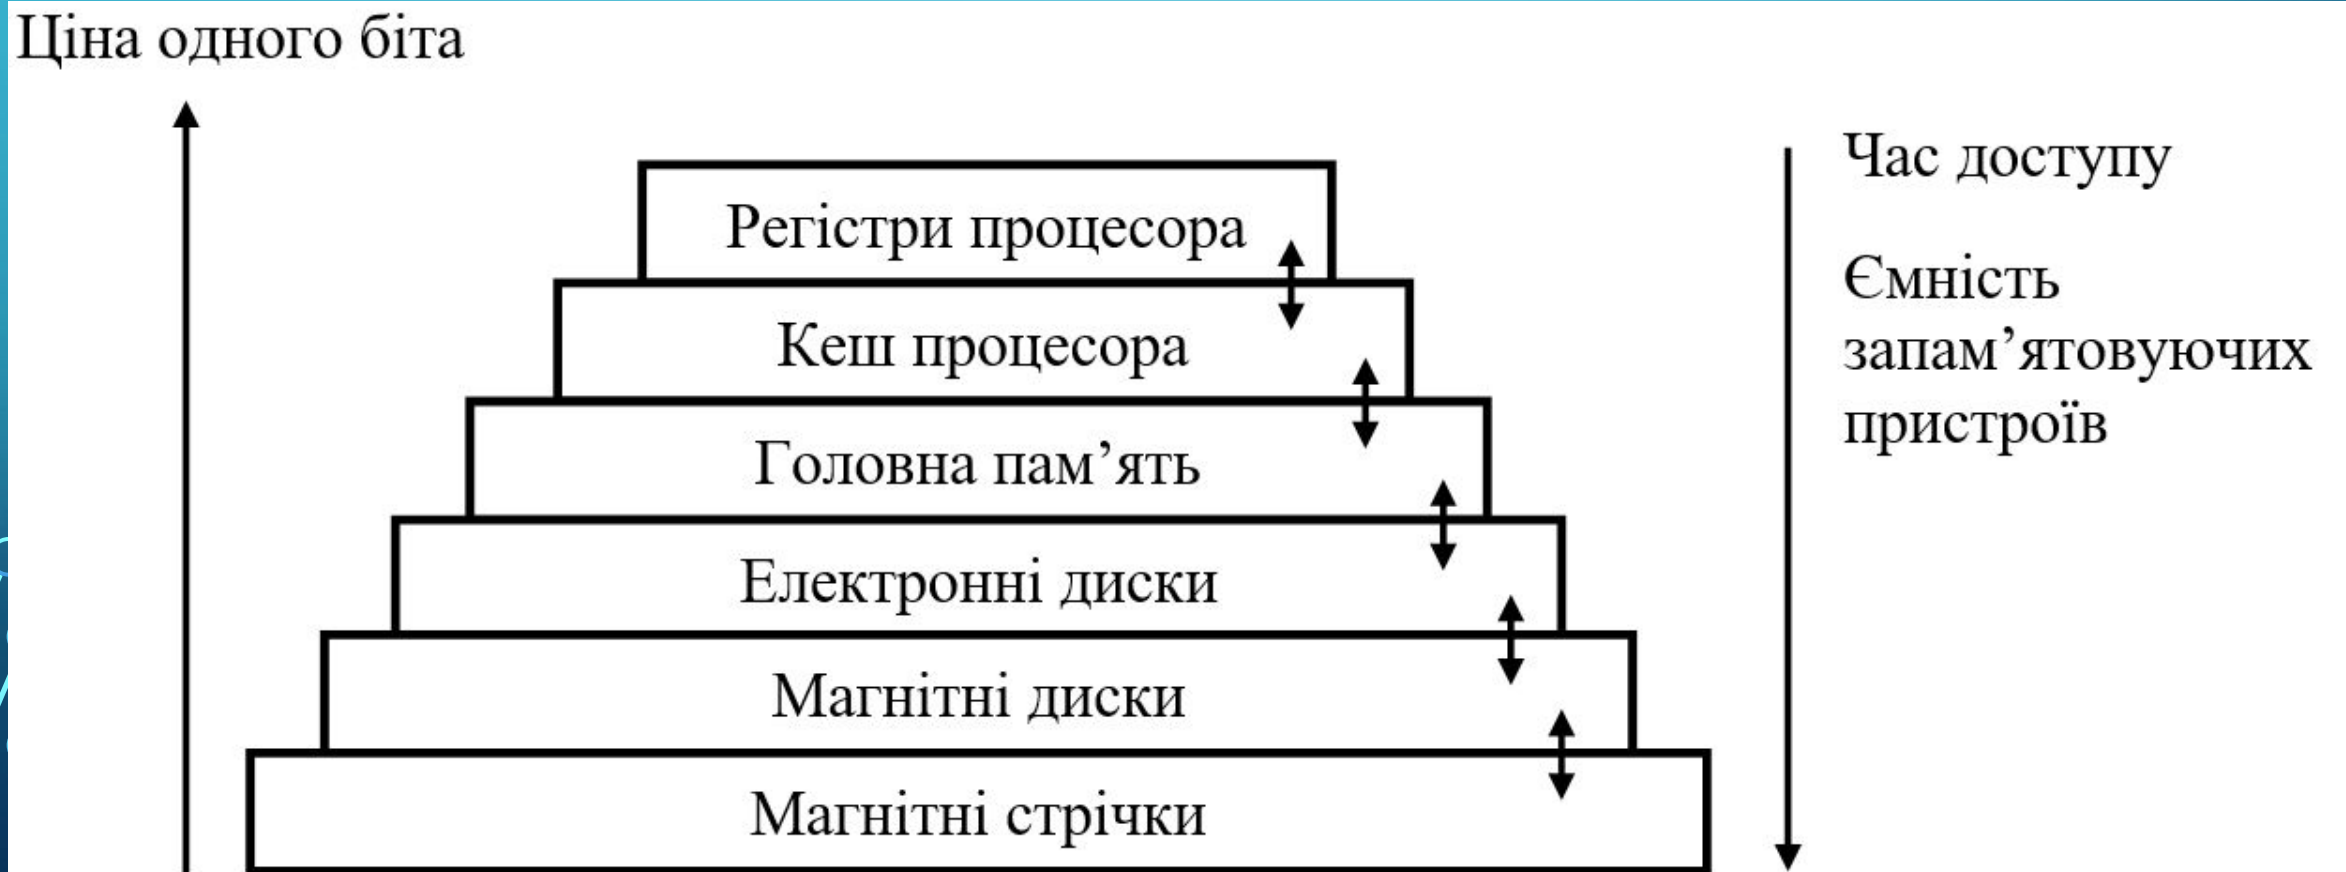 Ціна одного біта
Час доступу
Регістри процесора
Ємність
запам’ятовуючих
пристроїв
Кеш процесора
Головна пам’ять
Електронні диски
Магнітні диски
Магнітні стрічки